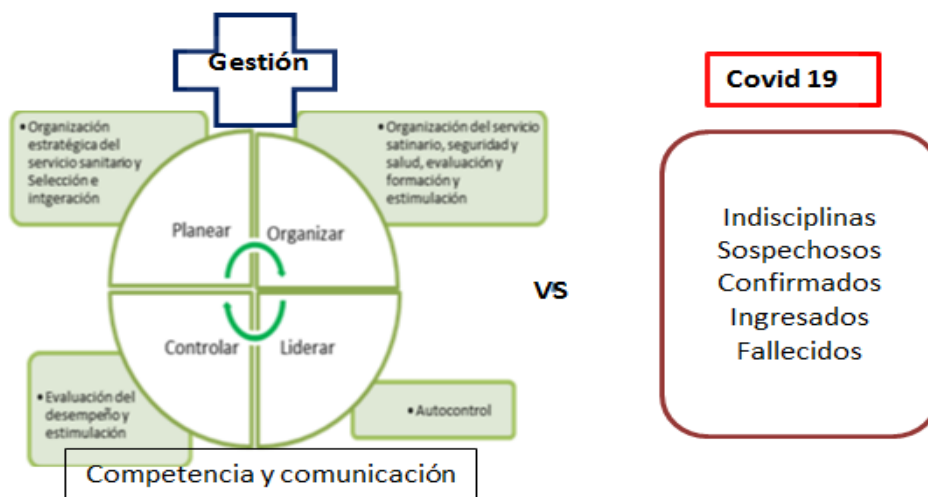 Gestión
• Organización
estratégica del
servicio sanitario y
Selección e
intgeración
• Organización del servicio
satinario, seguridad y
salud, evaluación y
formación y
estimulación
Planear
Organizar
Controlar
Liderar
• Evaluación del
desempeño y
estimulación
• Autocontrol
Competencia y comunicación
vs
Covid 19
Indisciplinas
Sospechosos
Confirmados
Ingresados
Fallecidos